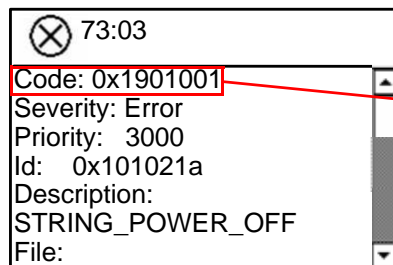 73:03
Code: 0x1901001
Severity: Error
Priority: 3000
Id: 0x101021a
Description:
STRING_POWER_OFF
File: